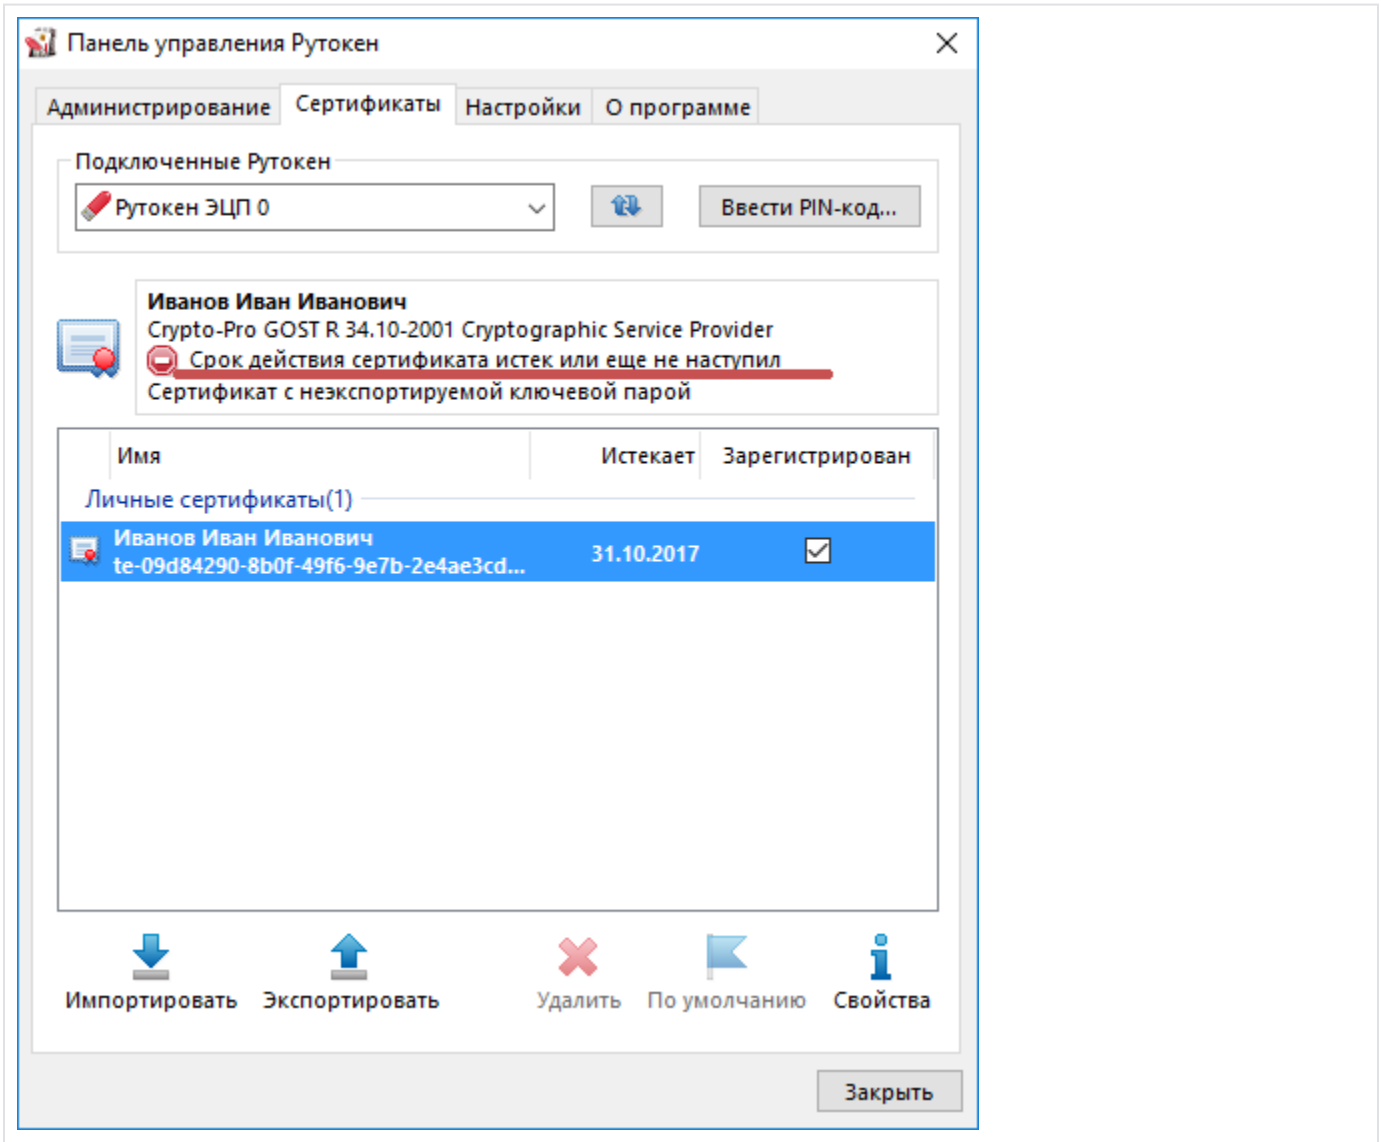 Панель управления Рутокен
Администрирование Сертификаты Настройки О программе
Подключенные Рутокен
Рутокен ЭЦП 0 Ввести PIN-код...
Иванов Иван Иванович
Crypto-Pro GOST R 34.10-2001 Cryptographic Service Provider
Срок действия сертификата истек или еще не наступил
Сертификат с неэкспортируемой ключевой парой
Имя Истекает Зарегистрирован
Личные сертификаты(1)
Иванов Иван Иванович
te-09d84290-8b0f-49f6-9e7b-2e4ae3cd... 31.10.2017
Импортировать Экспортировать Удалить По умолчанию Свойства
Закрыть